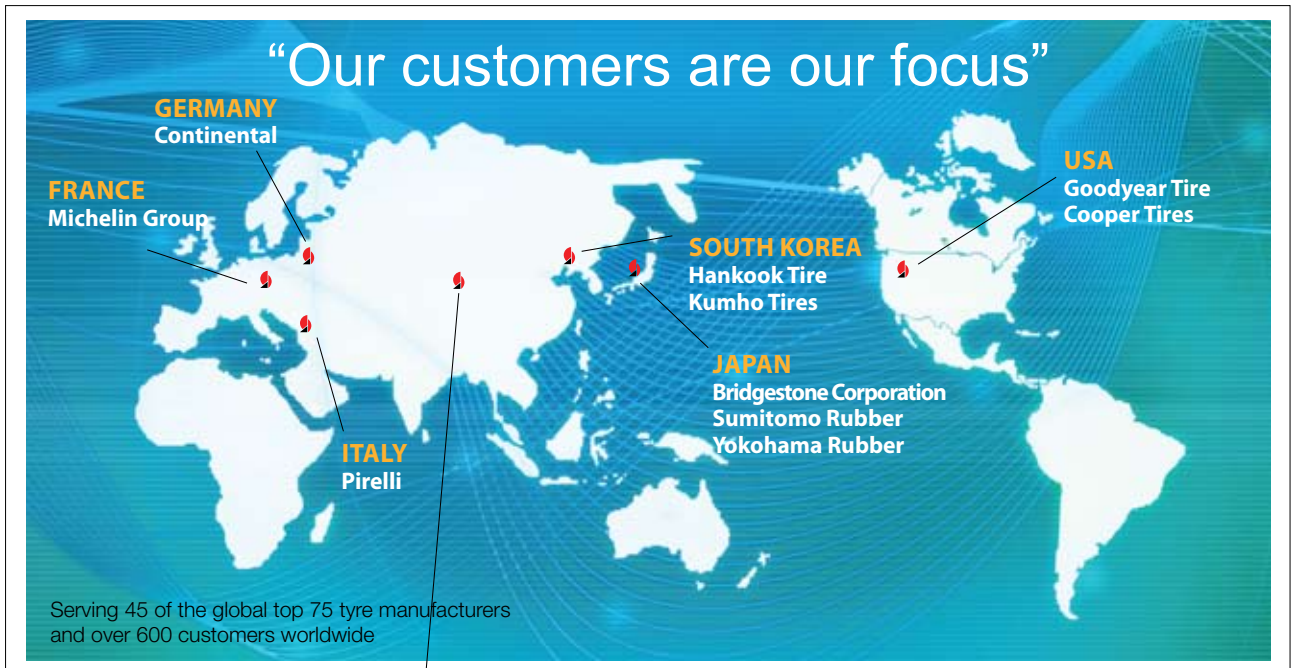 “Our customers are our focus”
GERMANY
Continental
FRANCE
Michelin Group
USA
Goodyear Tire
Cooper Tires
SOUTH KOREA
Hankook Tire
Kumho Tires
JAPAN
Bridgestone Corporation
Sumitomo Rubber
Yokohama Rubber
ITALY
Pirelli
Serving 45 of the global top 75 tyre manufacturers
and over 600 customers worldwide